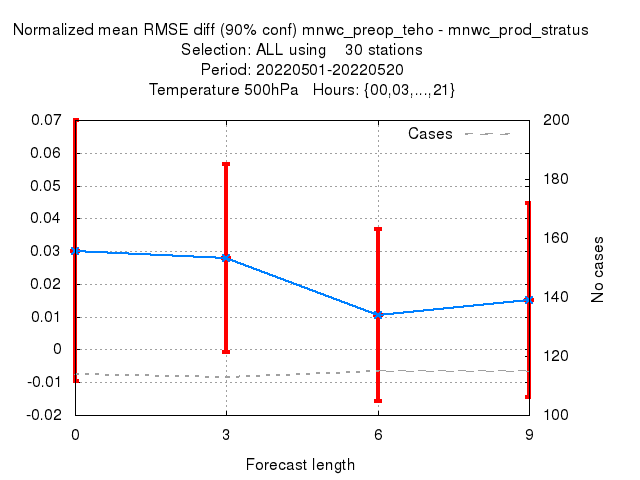 Normalized mean RMSE diff (90% conf) mnwc_preop_teho - mnwc_prod_stratus
Selection: ALL using    30 stations
Period: 20220501-20220520
Temperature 500hPa   Hours: {00,03,...,21}
0.07
0.06
0.05
0.04
0.03
0.02
0.01
0
-0.01
-0.02
Cases
200
180
160
140
120
100
No cases
0
3
6
9
Forecast length